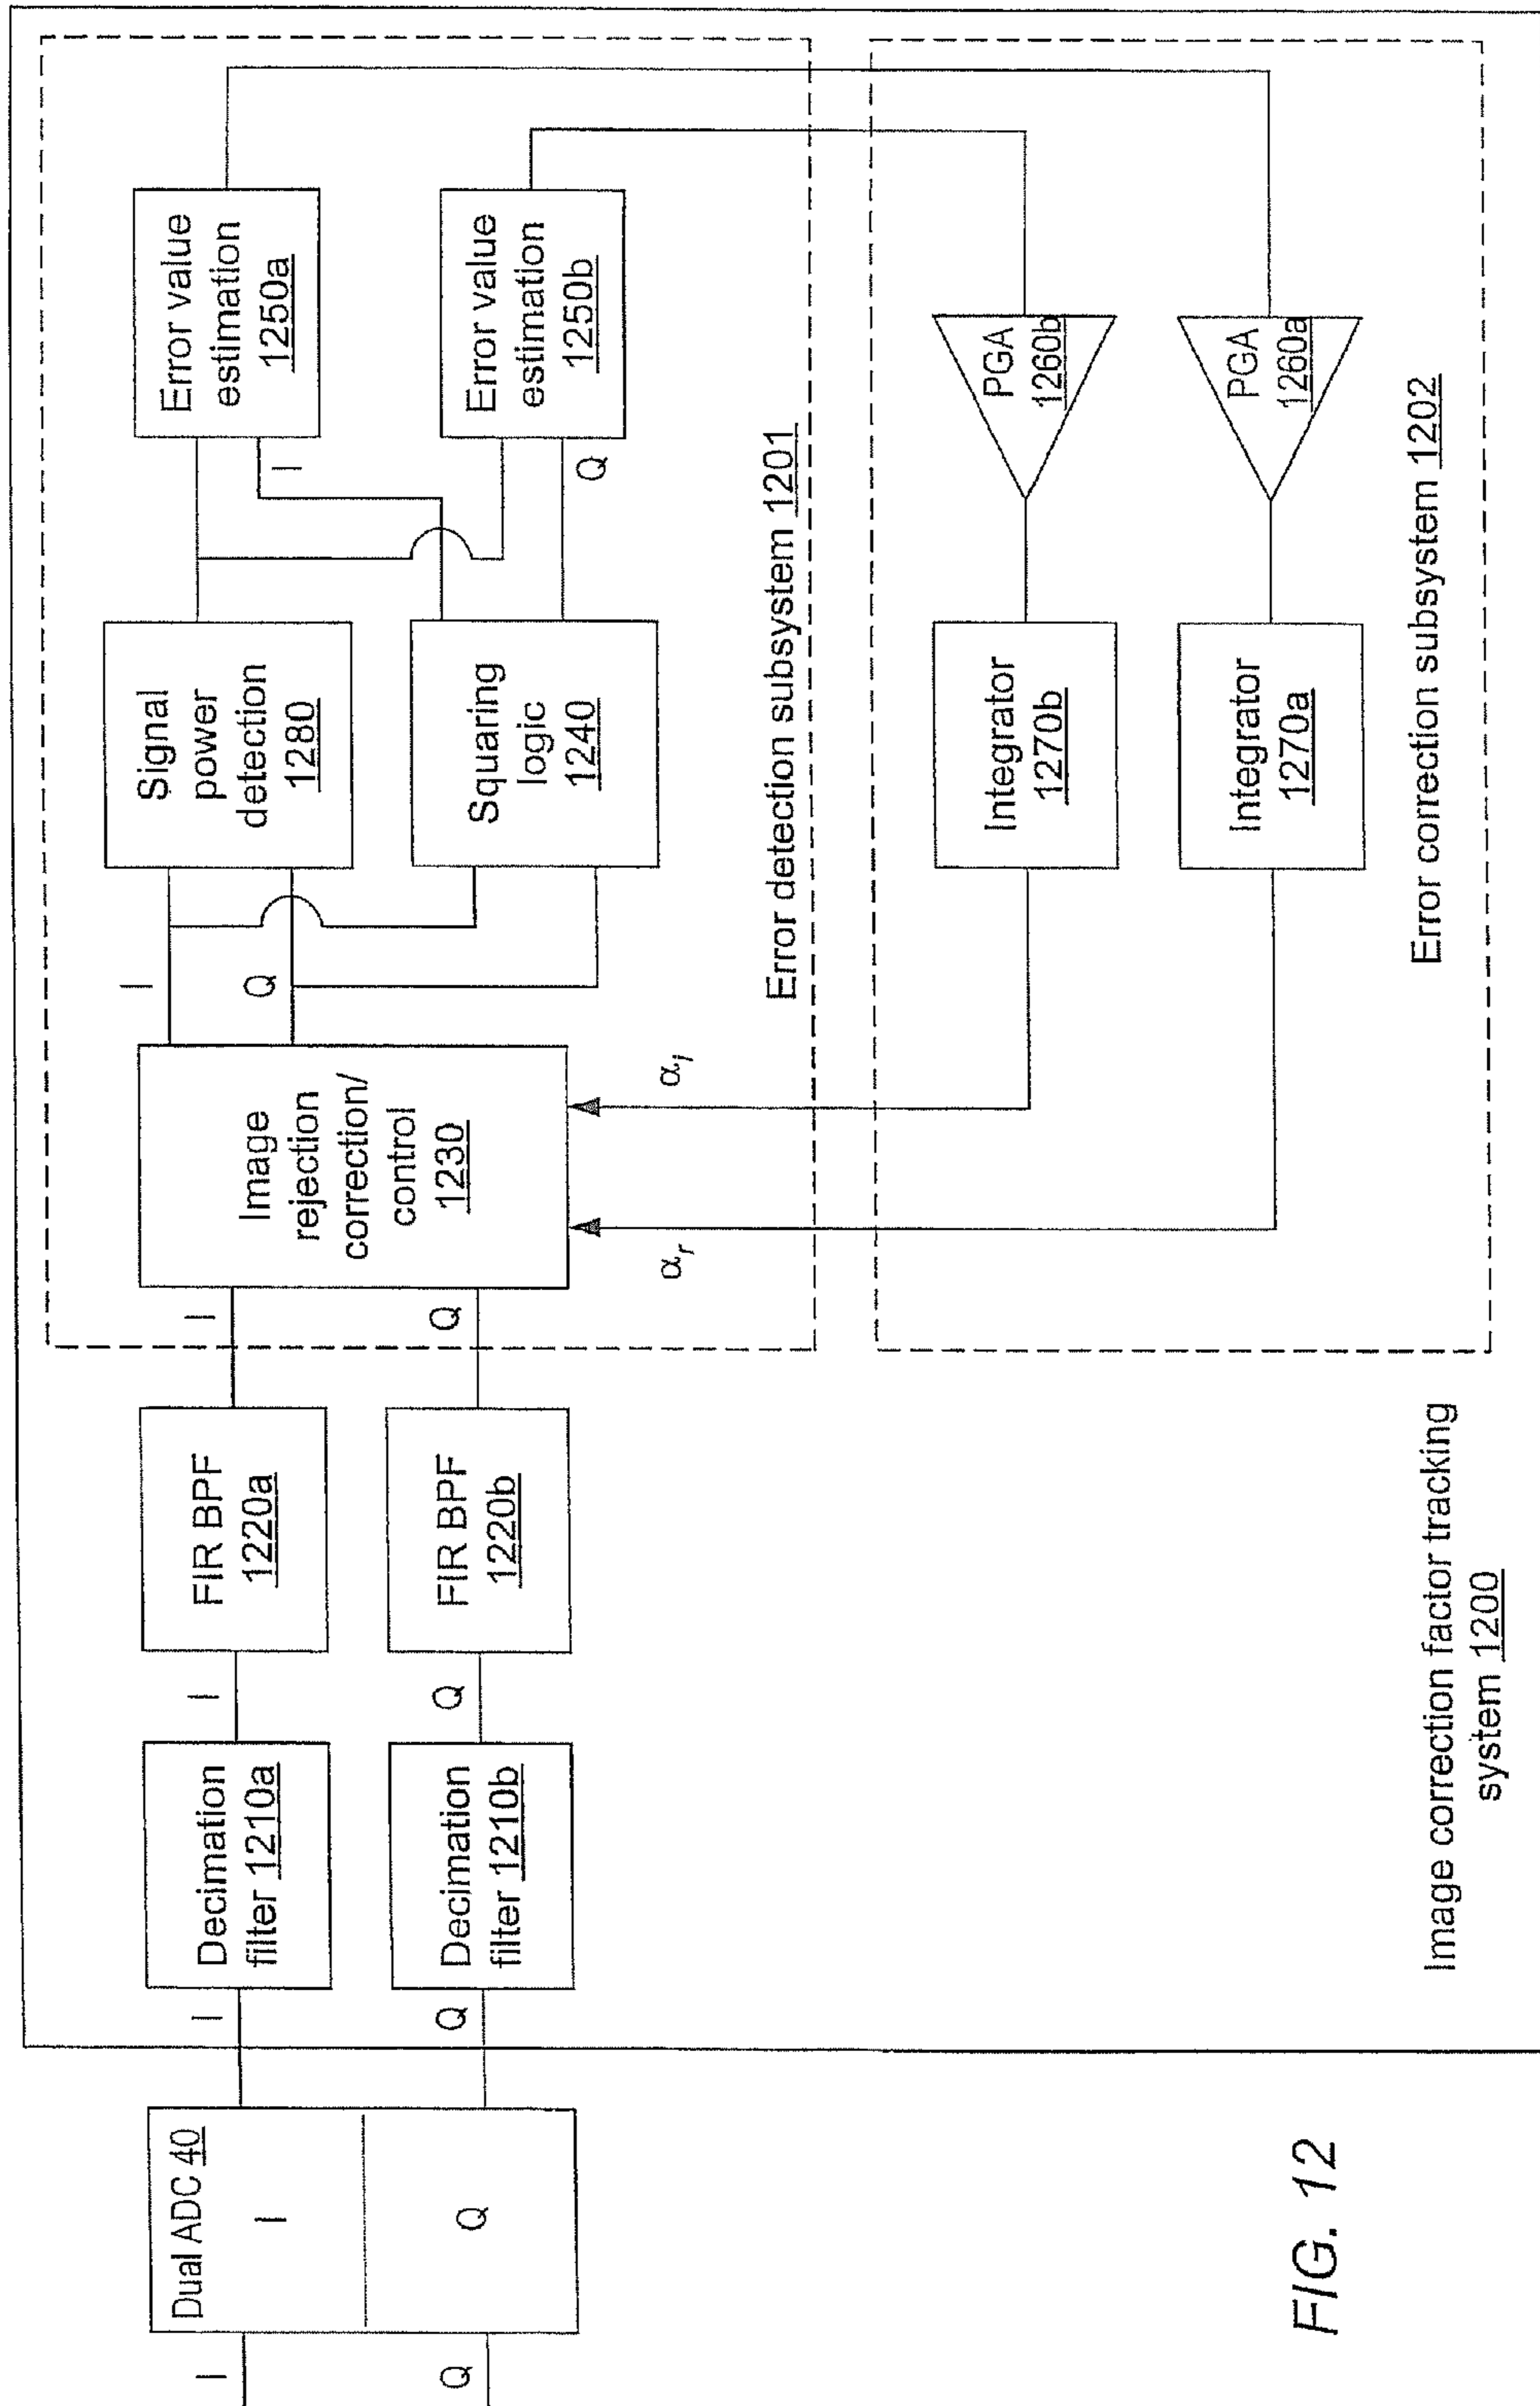 I
Q
Dual ADC 40
I
Q
I
Q
Decimation
filter 1210a
Decimation
filter 1210b
I
Q
FIR BPF
1220a
FIR BPF
1220b
I
Q
Image
rejection
correction/
control
1230
αr
αi
I
Q
Signal
power
detection
1280
Squaring
logic
1240
I
Q
Error value
estimation
1250a
Error value
estimation
1250b
Error detection subsystem 1201
Integrator
1270b
PGA
1260b
Integrator
1270a
PGA
1260a
Error correction subsystem 1202
Image correction factor tracking
system 1200
FIG. 12